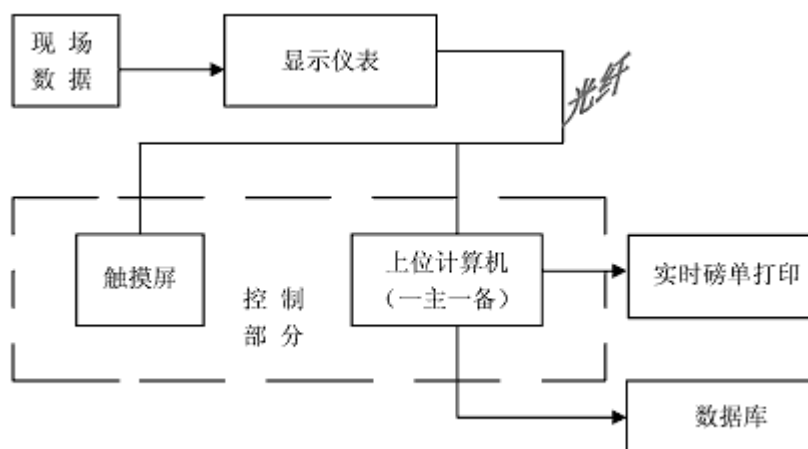 现 场
数 据
显示仪表
光纤
触摸屏
控 制
部 分
上位计算机
（一主一备）
实时磅单打印
数据库